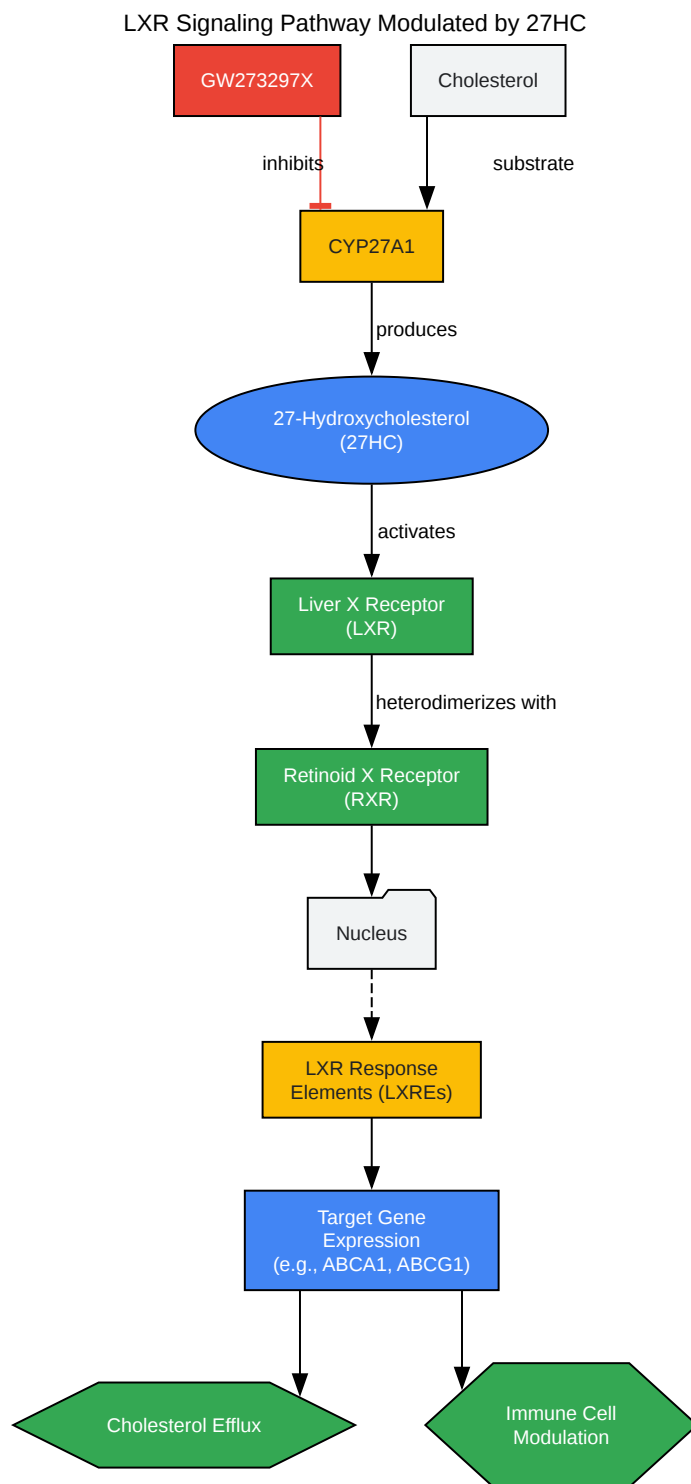 LXR Signaling Pathway Modulated by 27HC
GW273297X
Cholesterol
inhibits
substrate
CYP27A1
produces
27-Hydroxycholesterol
(27HC)
activates
Liver X Receptor
(LXR)
heterodimerizes with
Retinoid X Receptor
(RXR)
Nucleus
LXR Response
Elements (LXREs)
Target Gene
Expression
(e.g., ABCA1, ABCG1)
Cholesterol Efflux
Immune Cell
Modulation